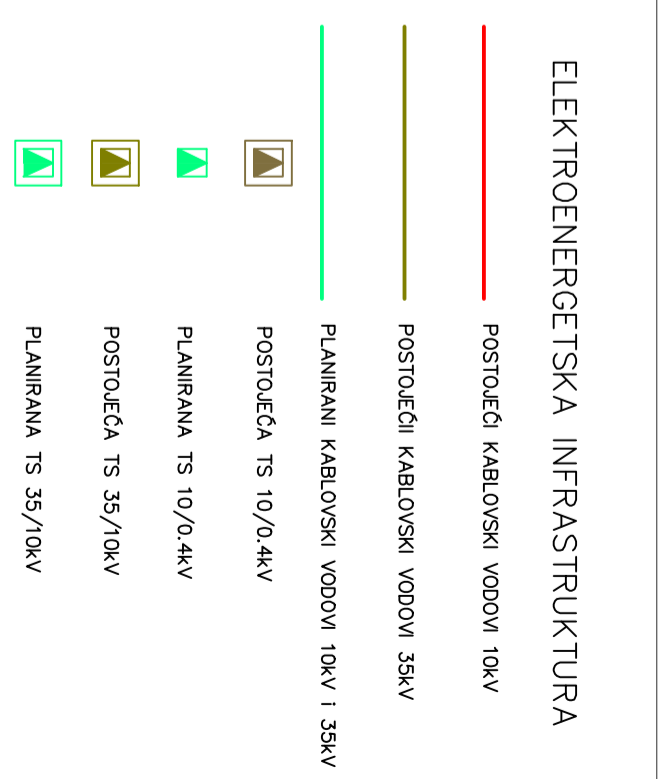 ELEKTROENERGETSKA INFRASTRUKTURA
POSTOJEĆI KABLOVSKI VODOVI 10kV
POSTOJEĆII KABLOVSKI VODOVI 35kV
PLANIRANI KABLOVSKI VODOVI 10kV i 35kV
POSTOJEĆA TS 10/0.4kV
PLANIRANA TS 10/0.4kV
POSTOJEĆA TS 35/10kV
PLANIRANA TS 35/10kV